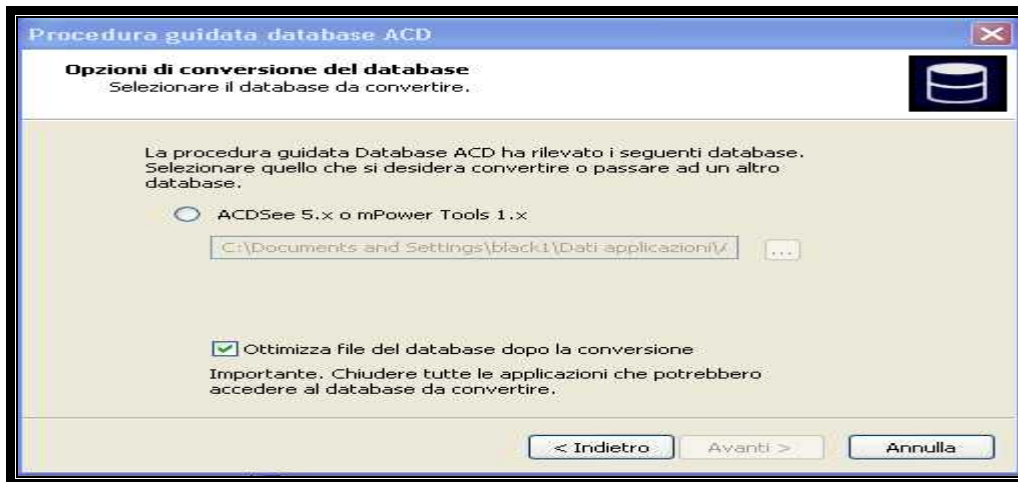 Procedura guidata database ACD
Opzioni di conversione del database
Selezionare il database da convertire.
La procedura guidata Database ACD ha rilevato i seguenti database.
Selezionare quello che si desidera convertire o passare ad un altro
database.
ACDSee 5.x o mPower Tools 1.x
C:\Documents and Settings\black1\Dati applicazioni\A
...
Ottimizza file del database dopo la conversione
Importante. Chiudere tutte le applicazioni che potrebbero
accedere al database da convertire.
< Indietro
Avanti >
Annulla